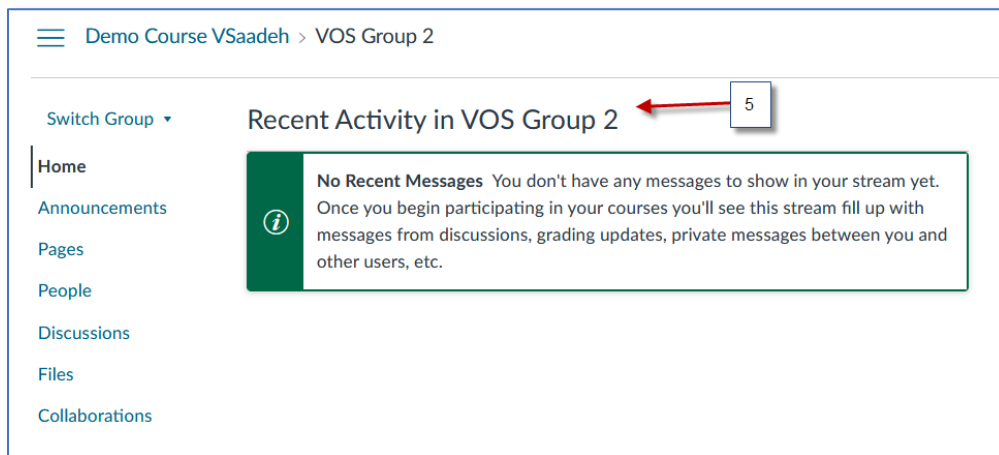 Demo Course VSaadeh > VOS Group 2
Switch Group
Recent Activity in VOS Group 2
5
Home
Announcements
Pages
People
Discussions
Files
Collaborations
No Recent Messages You don't have any messages to show in your stream yet.
Once you begin participating in your courses you'll see this stream fill up with
messages from discussions, grading updates, private messages between you and
other users, etc.